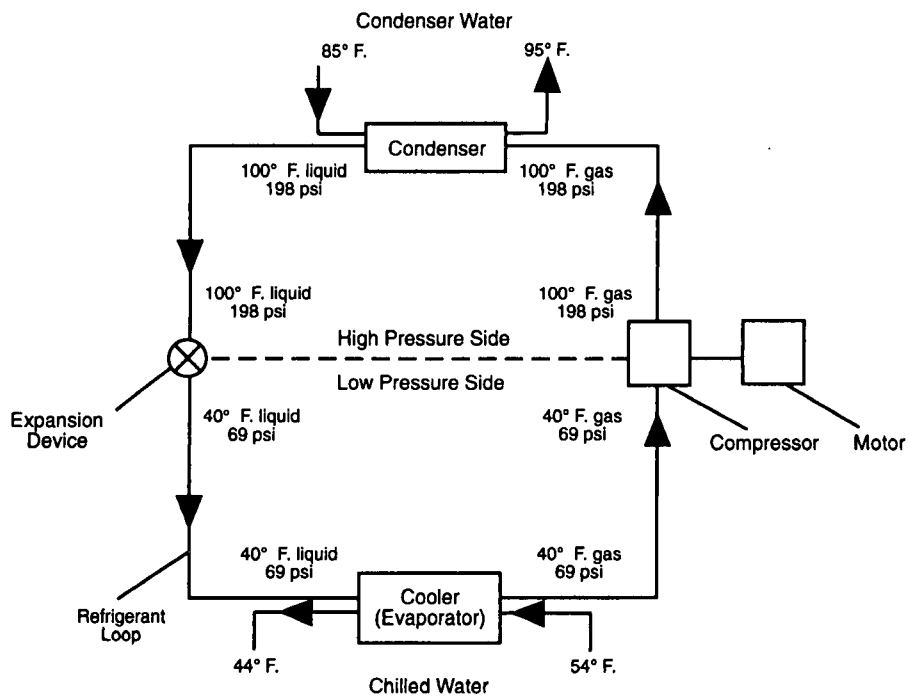 Condenser Water
85° F.
95° F.
Condenser
100° F. liquid
198 psi
100° F. gas
198 psi
100° F. liquid
198 psi
100° F. gas
198 psi
High Pressure Side
Low Pressure Side
Expansion
Device
40° F. liquid
69 psi
40° F. gas
69 psi
Compressor
Motor
40° F. liquid
69 psi
40° F. gas
69 psi
Cooler
(Evaporator)
Refrigerant
Loop
44° F.
54° F.
Chilled Water